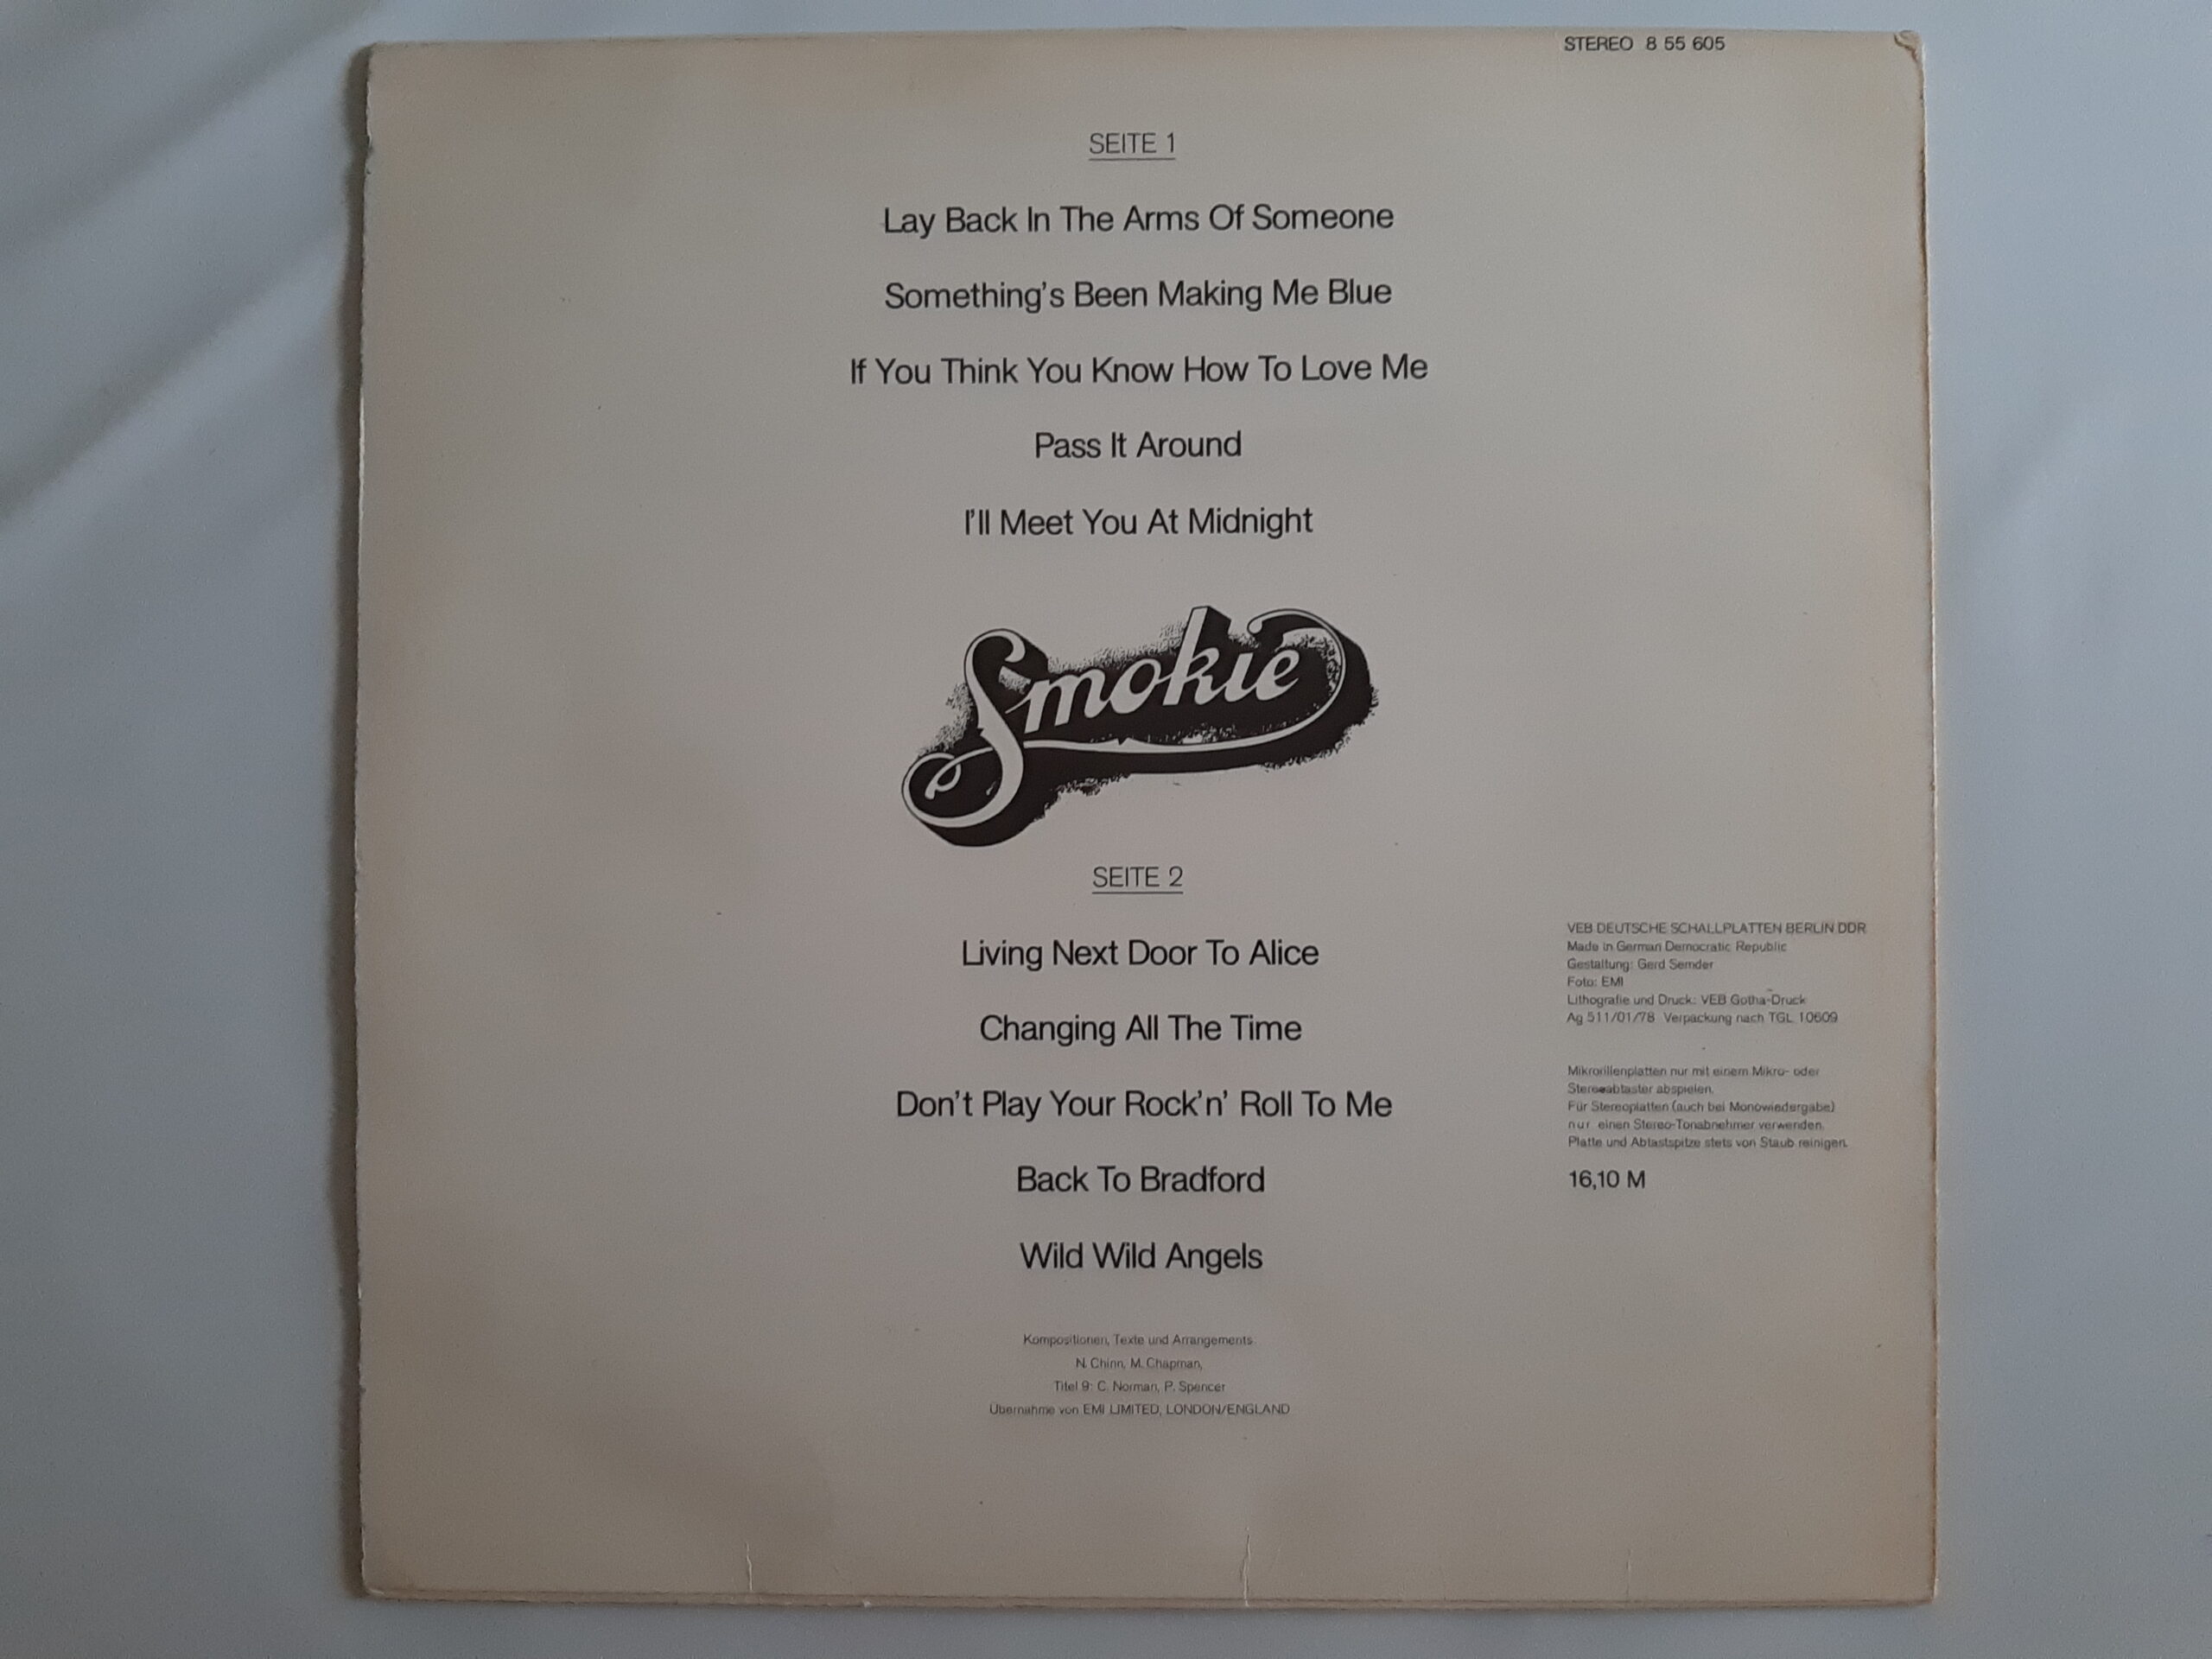 STEREO 8 55 605
SEITE 1
Lay Back In The Arms Of Someone
Something's Been Making Me Blue
If You Think You Know How To Love Me
Pass It Around
I'll Meet You At Midnight
Smokie
SEITE 2
Living Next Door To Alice
Changing All The Time
Don't Play Your Rock'n' Roll To Me
Back To Bradford
Wild Wild Angels
Kompositionen, Texte und Arrangements
N. Chinn, M. Chapman,
Titel 9: C. Norman, P. Spencer
Übernahme von EMI LIMITED, LONDON/ENGLAND
VEB DEUTSCHE SCHALLPLATTEN BERLIN DDR
Made in German Democratic Republic
Gestaltung: Gerd Semder
Foto: EMI
Lithografie und Druck: VEB Gotha-Druck
Ag 511/01/78 Verpackung nach TGL 10609
Mikrorillenplatten nur mit einem Mikro- oder
Stereoabtaster abspielen.
Für Stereoplatten (auch bei Monowiedergabe)
nur einen Stereo-Tonabnehmer verwenden.
Platte und Abtastspitze stets von Staub reinigen.
16,10 M